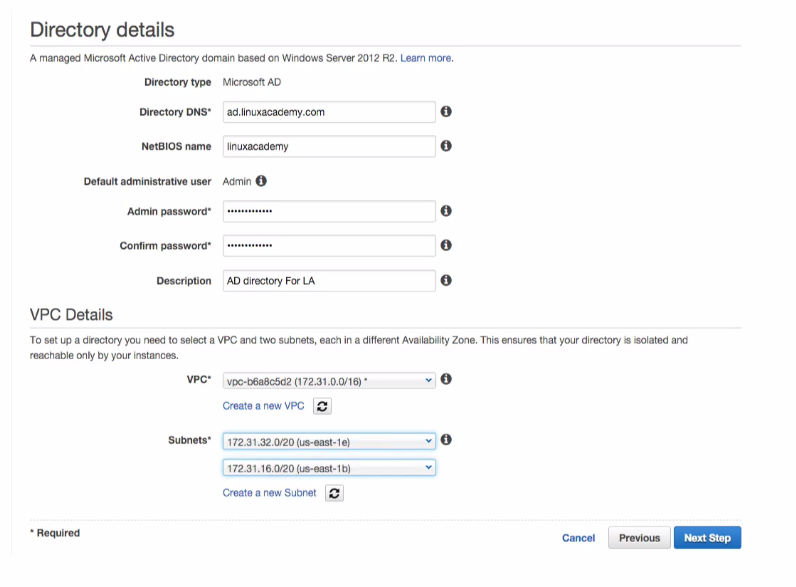 Directory details
A managed Microsoft Active Directory domain based on Windows Server 2012 R2. Learn more.
Directory type Microsoft AD
Directory DNS* ad.linuxacademy.com
NetBIOS name linuxacademy
Default administrative user Admin
Admin password* •••••••••••••
Confirm password* •••••••••••••
Description AD directory For LA
VPC Details
To set up a directory you need to select a VPC and two subnets, each in a different Availability Zone. This ensures that your directory is isolated and
reachable only by your instances.
VPC* vpc-b6a8c5d2 (172.31.0.0/16) *
Create a new VPC
Subnets* 172.31.32.0/20 (us-east-1e)
172.31.16.0/20 (us-east-1b)
Create a new Subnet
* Required
Cancel Previous Next Step